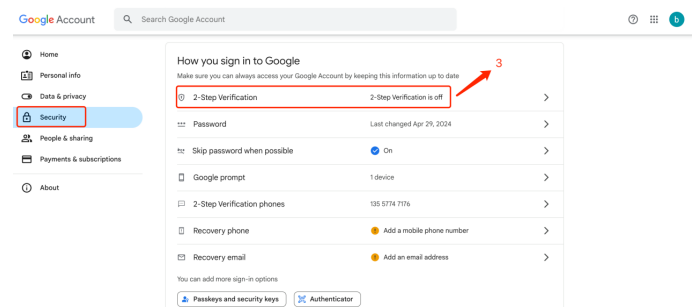 Google Account
Search Google Account
b
Home
Personal info
Data & privacy
Security
People & sharing
Payments & subscriptions
About
How you sign in to Google
Make sure you can always access your Google Account by keeping this information up to date
3
2-Step Verification 2-Step Verification is off
Password Last changed Apr 29, 2024
Skip password when possible On
Google prompt 1 device
2-Step Verification phones 135 5774 7176
Recovery phone Add a mobile phone number
Recovery email Add an email address
You can add more sign-in options
Passkeys and security keys Authenticator